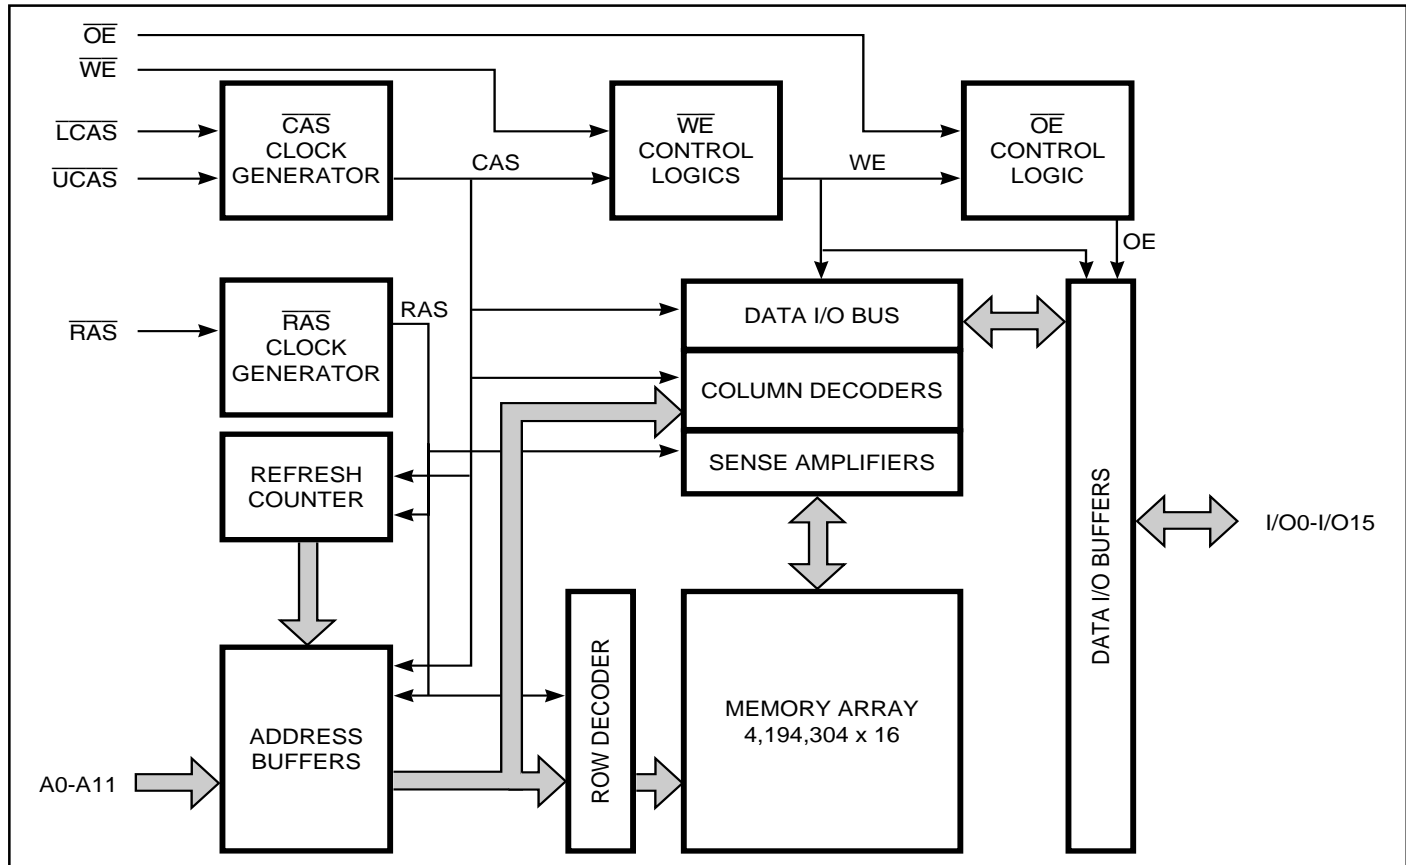 OE
WE
LCAS
UCAS
CAS
CLOCK
GENERATOR
CAS
WE
CONTROL
LOGICS
WE
OE
CONTROL
LOGIC
OE
RAS
RAS
CLOCK
GENERATOR
RAS
DATA I/O BUS
COLUMN DECODERS
SENSE AMPLIFIERS
REFRESH
COUNTER
DATA I/O BUFFERS
I/O0-I/O15
ADDRESS
BUFFERS
A0-A11
ROW DECODER
MEMORY ARRAY
4,194,304 x 16